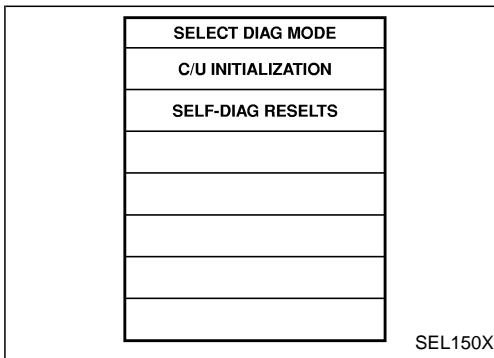 SELECT DIAG MODE
C/U INITIALIZATION
SELF-DIAG RESELTS
SEL150X